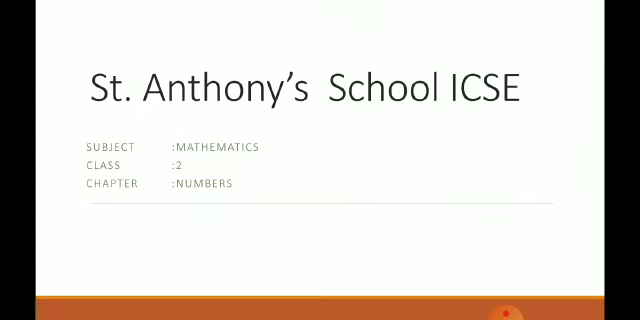 St. Anthony's School ICSE
SUBJECT :MATHEMATICS
CLASS :2
CHAPTER :NUMBERS